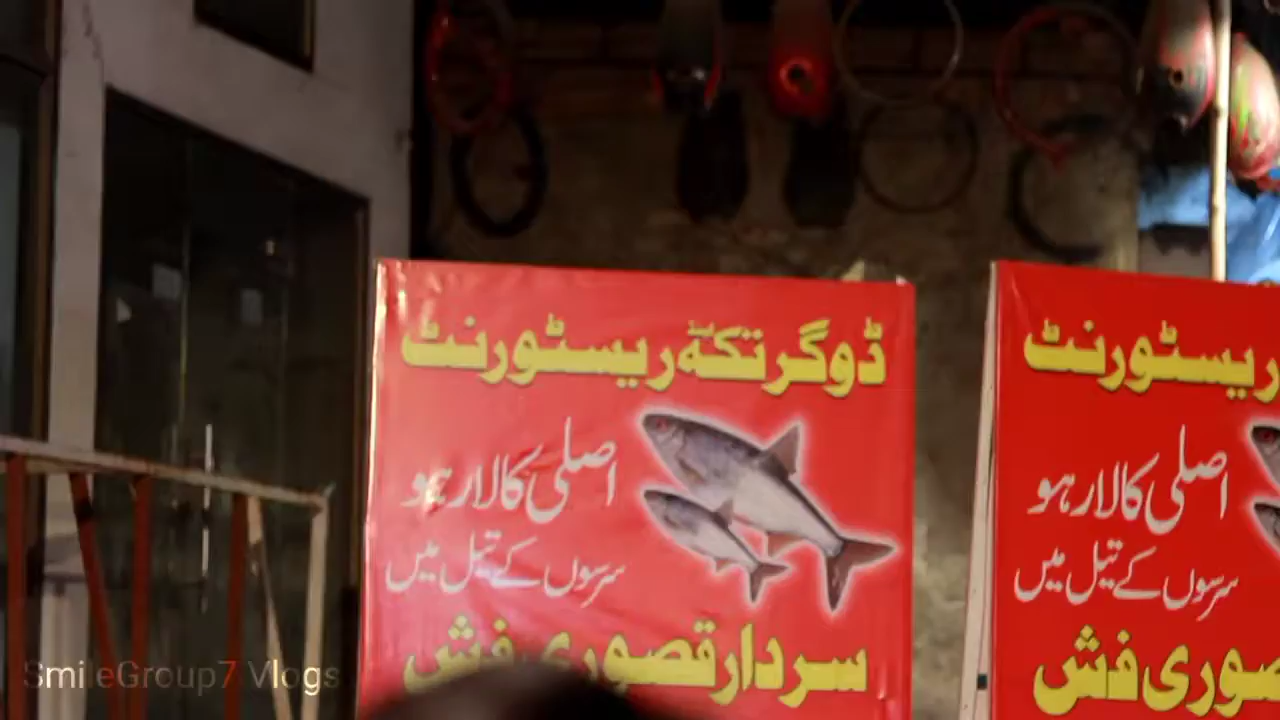 ڈوگر تکہ ریسٹورنٹ
اصلی کالا رہو
سرسوں کے تیل میں
سردار قصوری فش
ریسٹورنٹ
اصلی کالا رہو
سرسوں کے تیل میں
فش
SmileGroup7 Vlogs